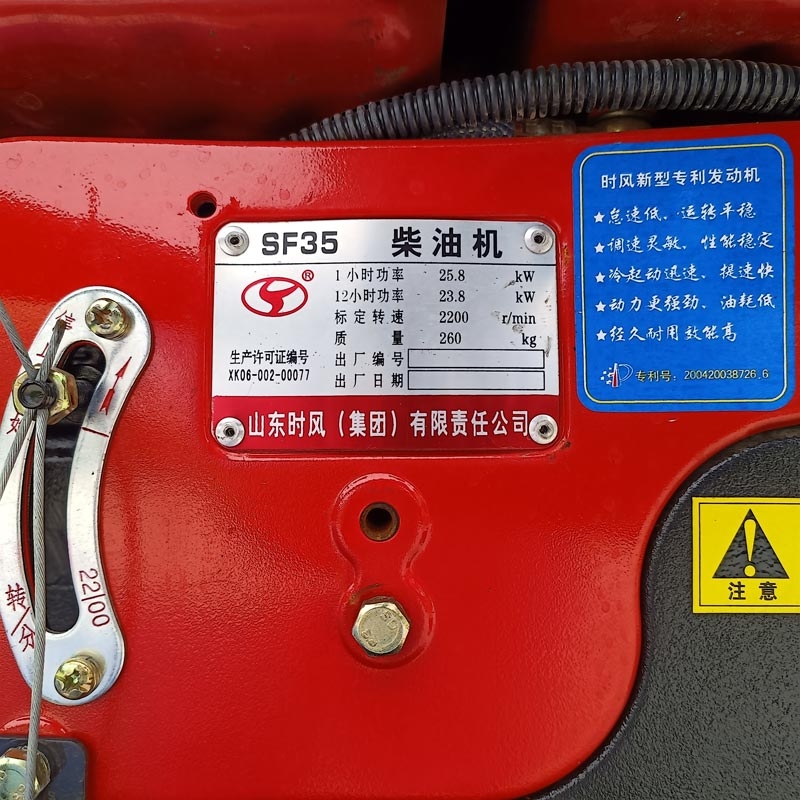 SF35 柴油机
1小时功率 25.8 kW
12小时功率 23.8 kW
标定转速 2200 r/min
质量 260 kg
生产许可证编号
XK06-002-00077
出厂编号
出厂日期
®
山东时风(集团)有限责任公司
时风新型专利发动机
★怠速低、运转平稳
★调速灵敏、性能稳定
★冷起动迅速、提速快
★动力更强劲、油耗低
★经久耐用效能高
专利号:200420038726.6
注意
转/分
2200